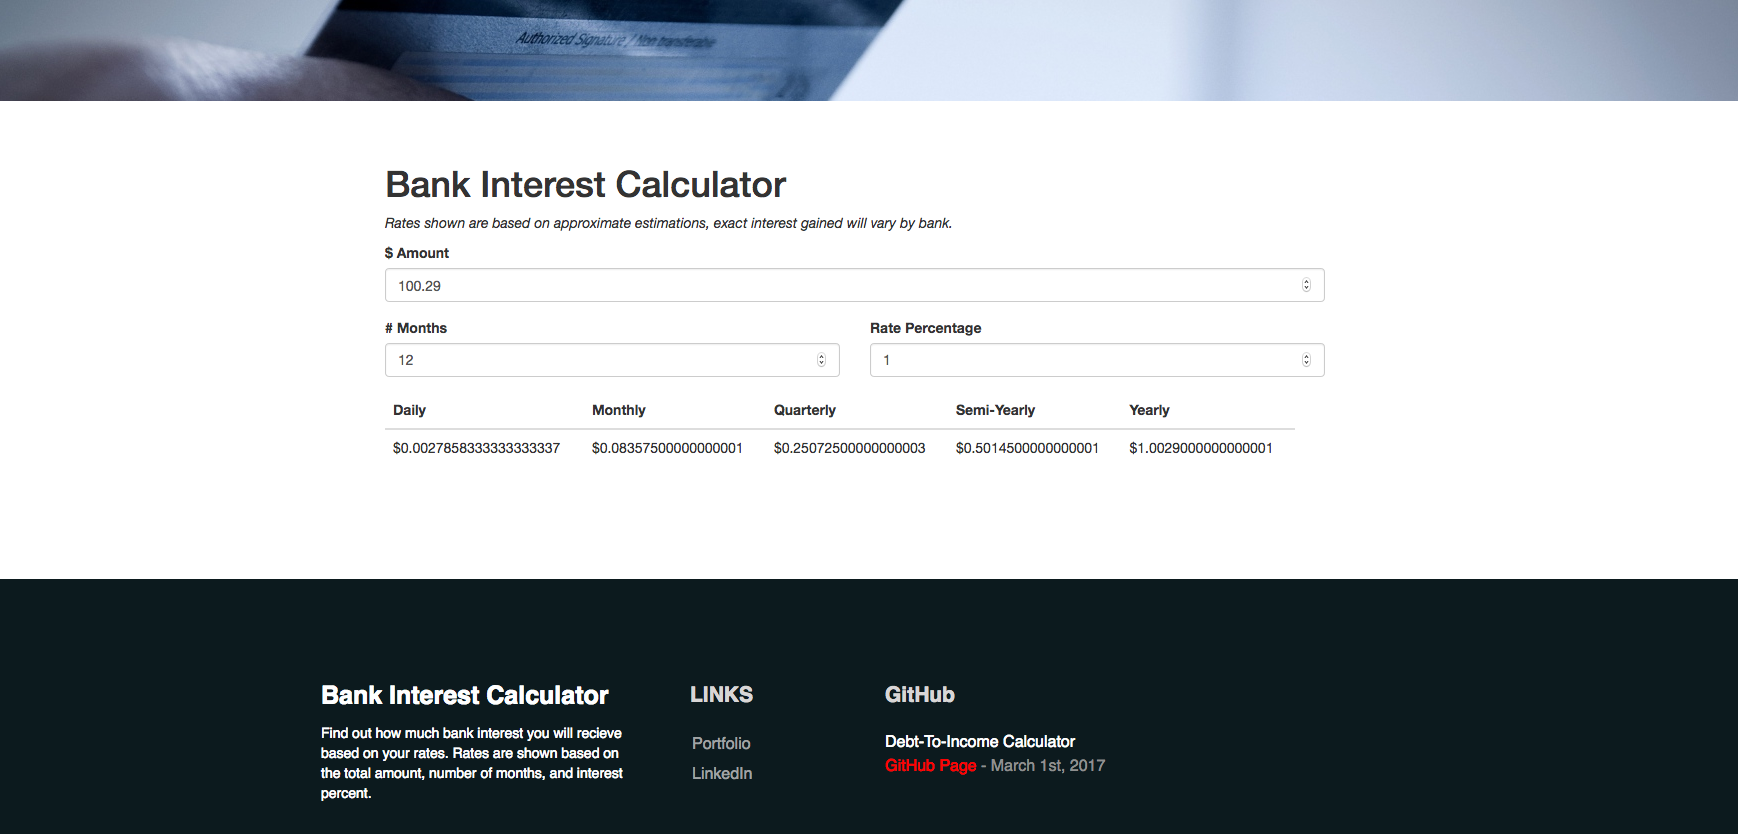 Authorized Signature / Non transferable
Bank Interest Calculator
Rates shown are based on approximate estimations, exact interest gained will vary by bank.
$ Amount
100.29
# Months Rate Percentage
12 1
Daily Monthly Quarterly Semi-Yearly Yearly
$0.0027858333333333337 $0.08357500000000001 $0.25072500000000003 $0.5014500000000001 $1.0029000000000001
Bank Interest Calculator
Find out how much bank interest you will recieve
based on your rates. Rates are shown based on
the total amount, number of months, and interest
percent.
LINKS
Portfolio
LinkedIn
GitHub
Debt-To-Income Calculator
GitHub Page - March 1st, 2017